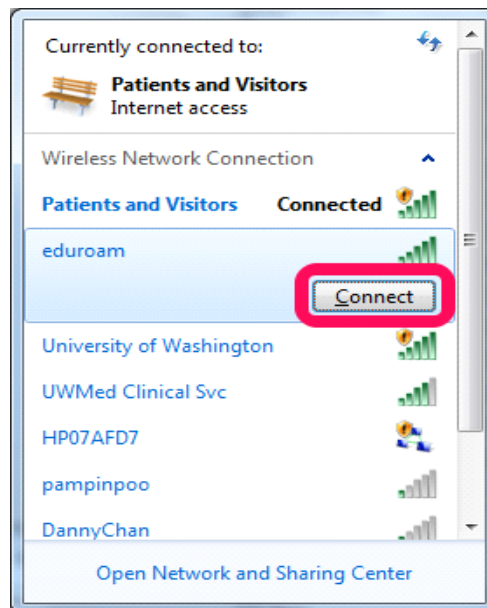 Currently connected to:
Patients and Visitors
Internet access
Wireless Network Connection
Patients and Visitors Connected
eduroam
Connect
University of Washington
UWMed Clinical Svc
HP07AFD7
pampinpoo
DannyChan
Open Network and Sharing Center